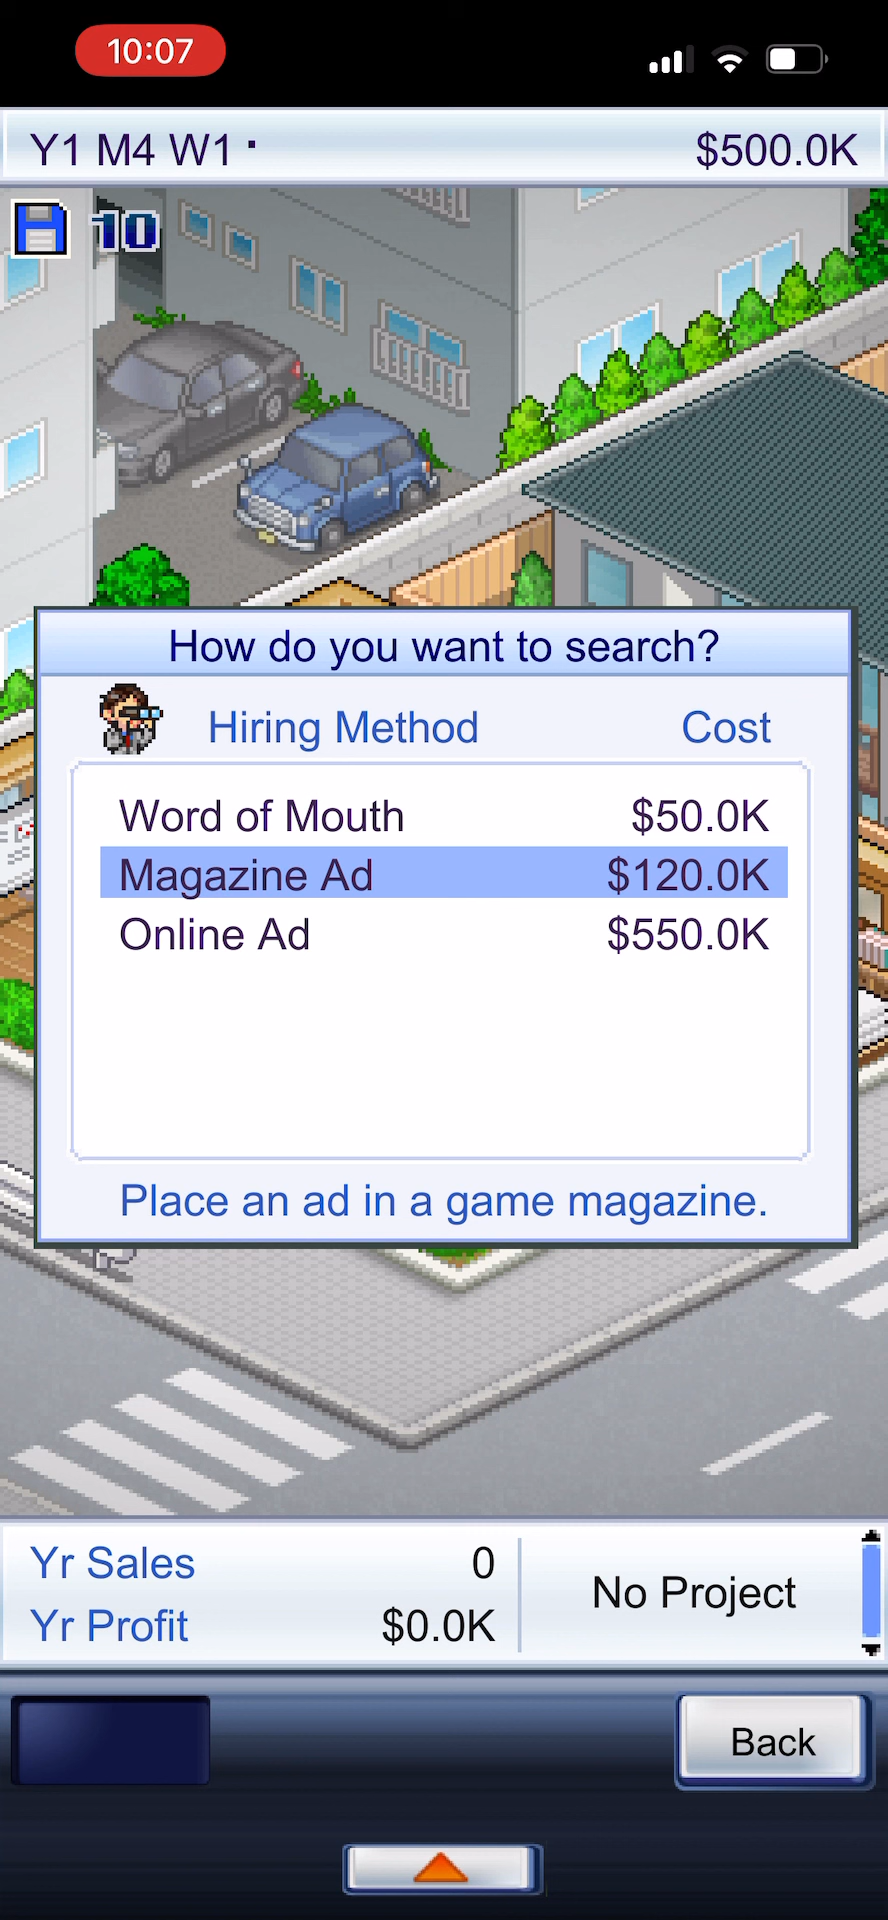 10:07
Y1 M4 W1 $500.0K
10
How do you want to search?
Hiring Method Cost
Word of Mouth $50.0K
Magazine Ad $120.0K
Online Ad $550.0K
Place an ad in a game magazine.
Yr Sales 0
Yr Profit $0.0K
No Project
Back